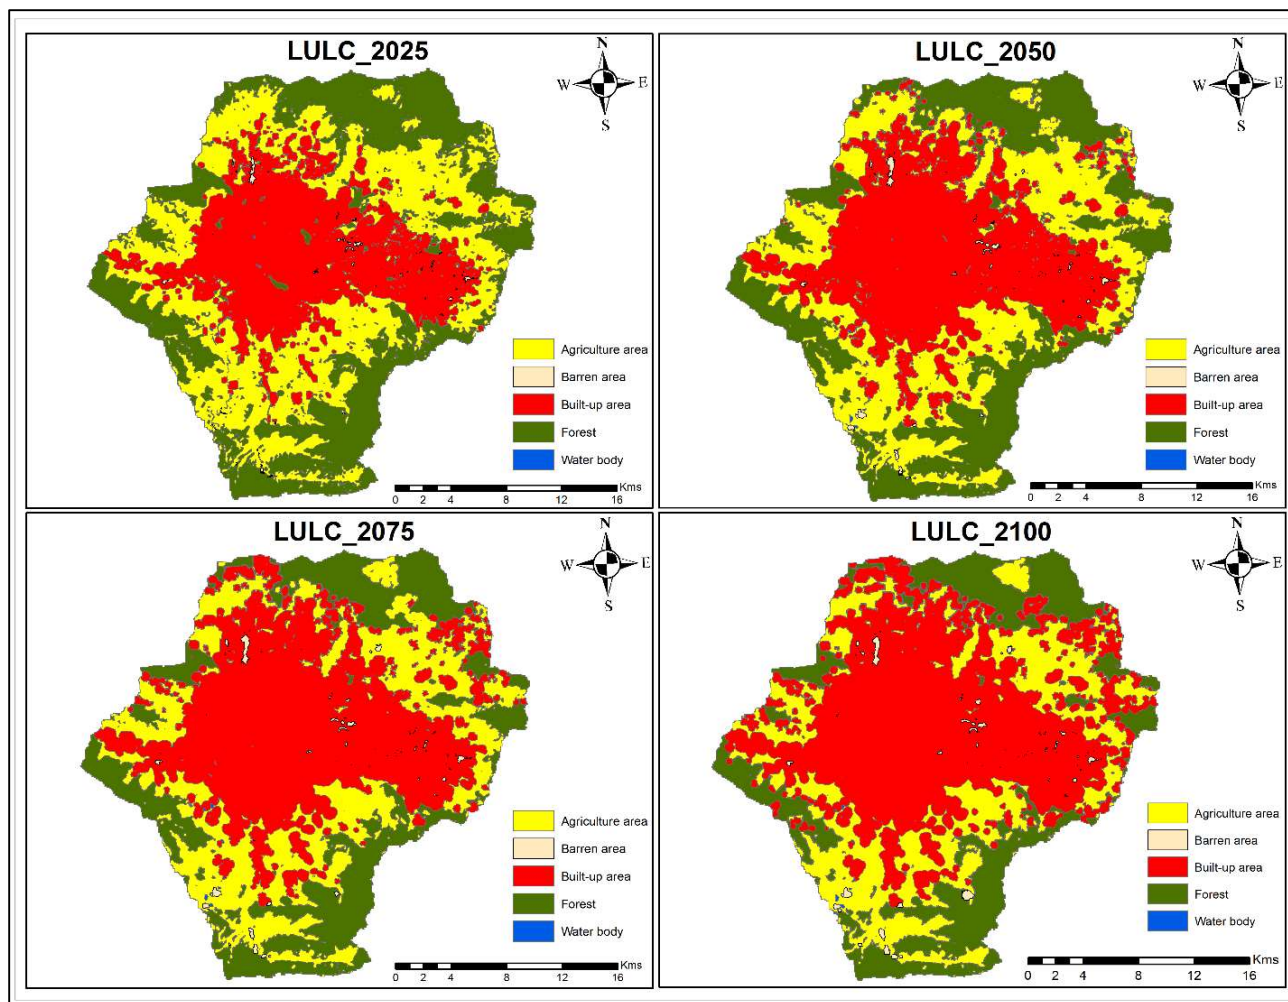 LULC_2025
N
W E
S
Agriculture area
Barren area
Built-up area
Forest
Water body
Kms
0 2 4 8 12 16
LULC_2050
N
W E
S
Agriculture area
Barren area
Built-up area
Forest
Water body
Kms
0 2 4 8 12 16
LULC_2075
N
W E
S
Agriculture area
Barren area
Built-up area
Forest
Water body
Kms
0 2 4 8 12 16
LULC_2100
N
W E
S
Agriculture area
Barren area
Built-up area
Forest
Water body
Kms
0 2 4 8 12 16